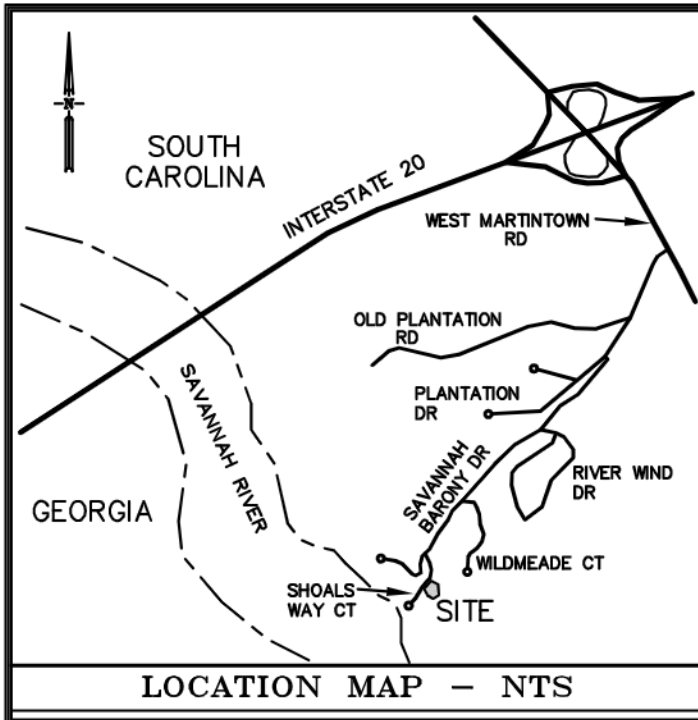 N
SOUTH
CAROLINA
INTERSTATE 20
WEST MARTINTOWN
RD
OLD PLANTATION
RD
PLANTATION
DR
SAVANNAH RIVER
SAVANNAH
BARONY DR
RIVER WIND
DR
GEORGIA
WILDMEADE CT
SHOALS
WAY CT
SITE
LOCATION MAP – NTS